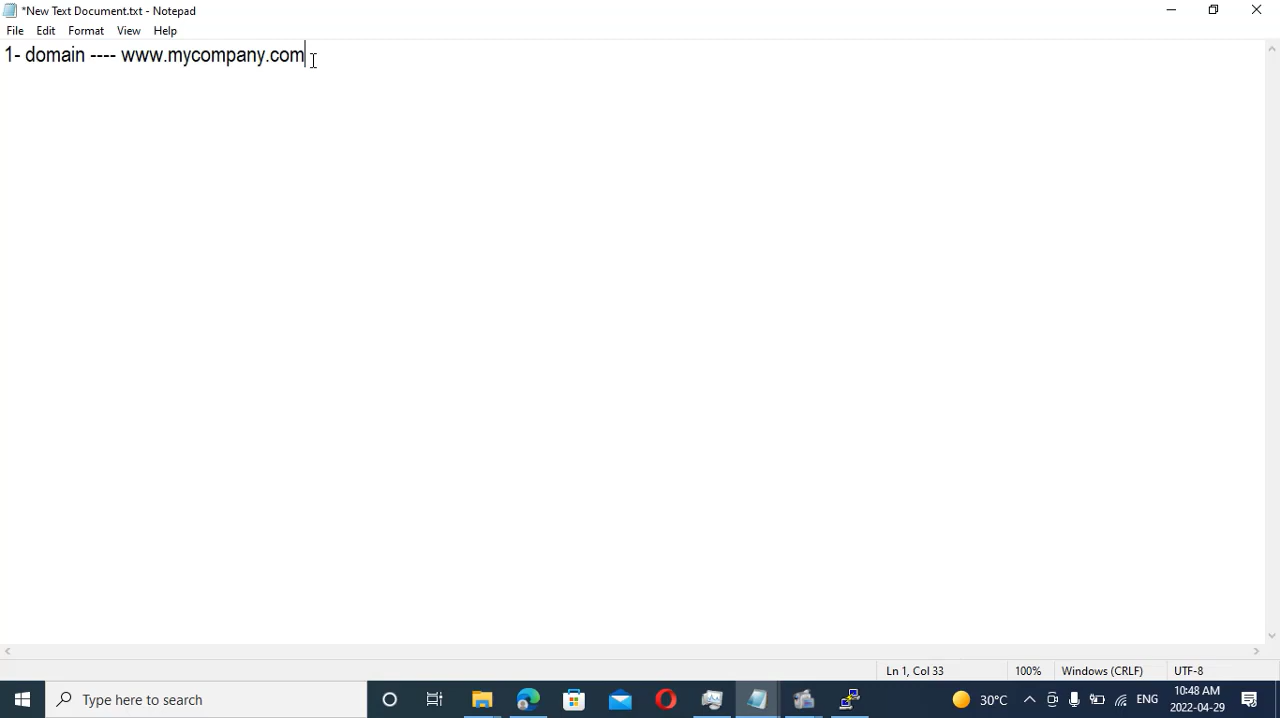 *New Text Document.txt - Notepad
File Edit Format View Help
1- domain ---- www.mycompany.com
Ln 1, Col 33 100% Windows (CRLF) UTF-8
Type here to search
30°C ENG
10:48 AM
2022-04-29